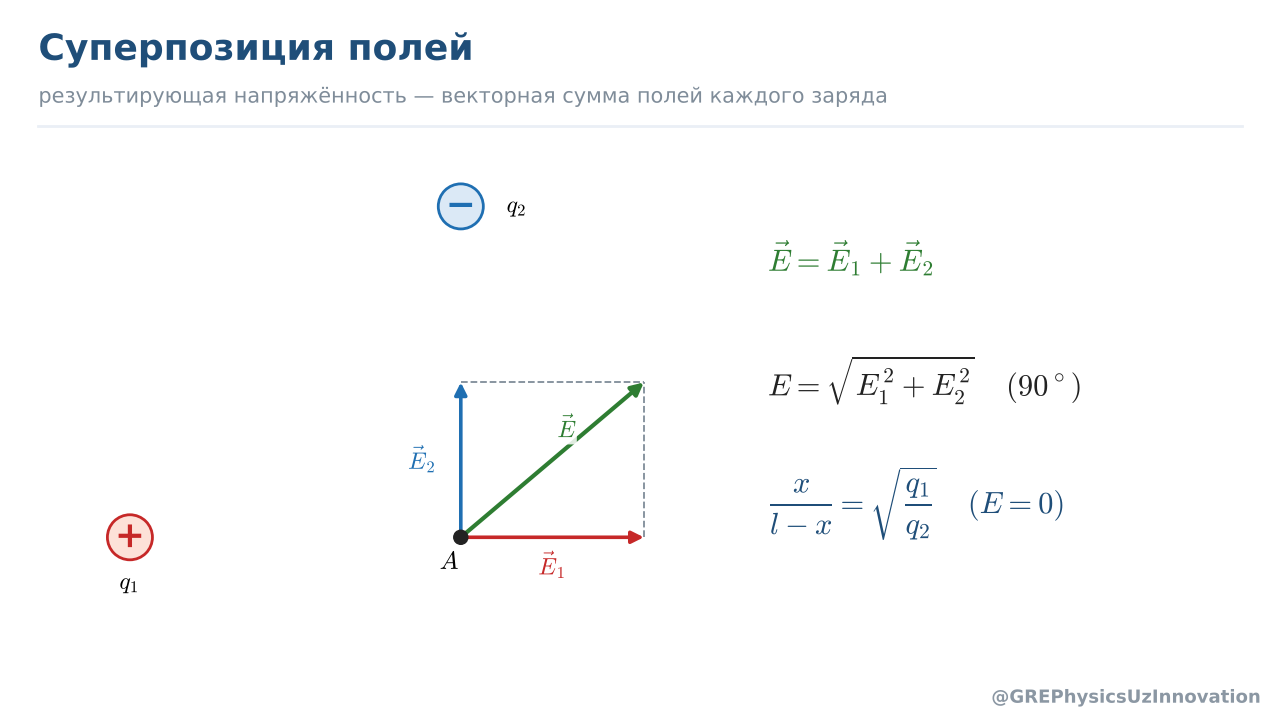 Суперпозиция полей
результирующая напряжённость — векторная сумма полей каждого заряда
− q₂
E⃗ = E⃗₁ + E⃗₂
E = √(E₁² + E₂²) (90°)
E⃗
E⃗₂
x/(l − x) = √(q₁/q₂) (E = 0)
+
A
E⃗₁
q₁
@GREPhysicsUzInnovation